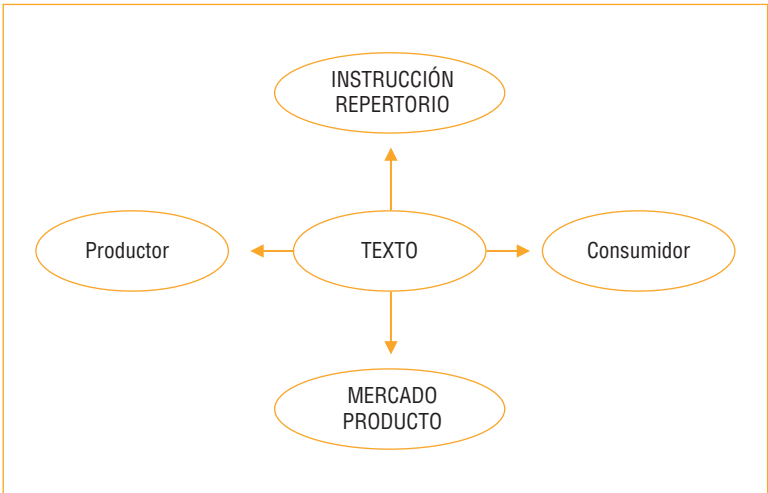 INSTRUCCIÓN
REPERTORIO
Productor
TEXTO
Consumidor
MERCADO
PRODUCTO